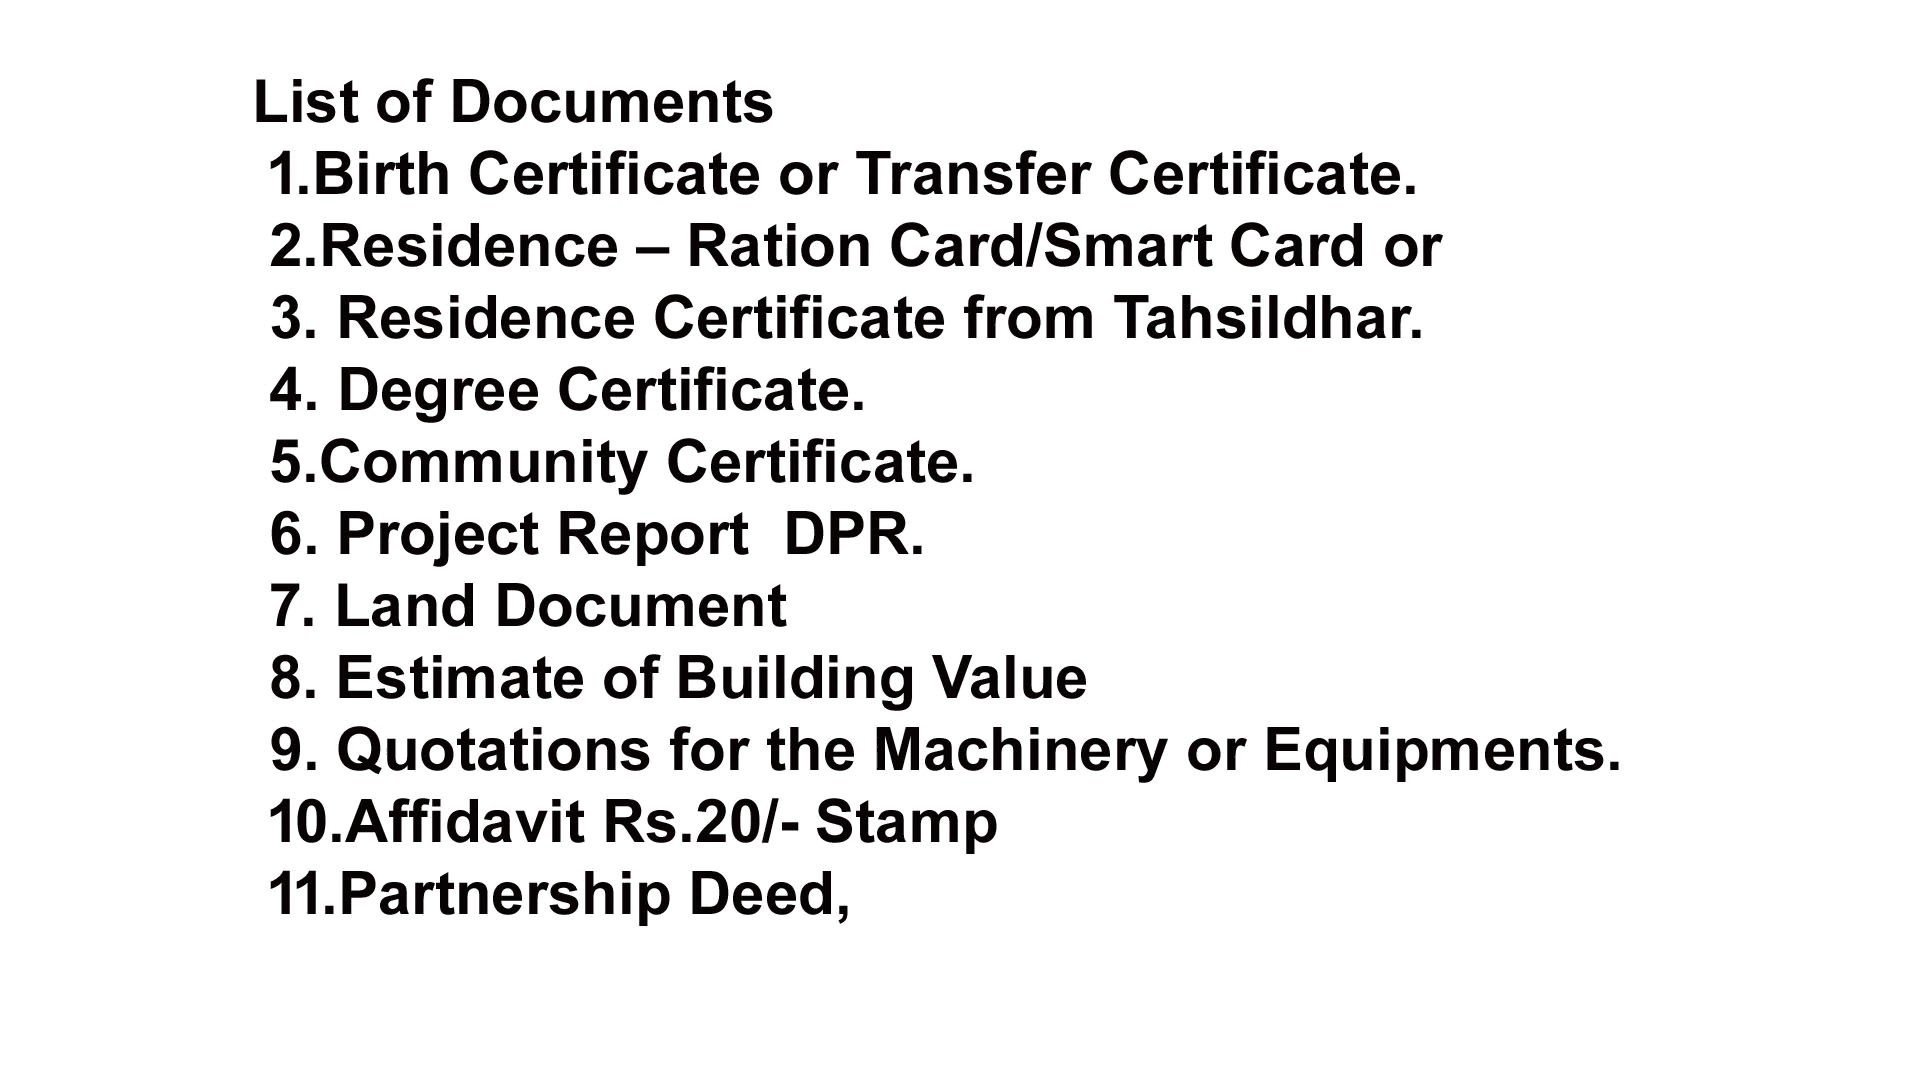 List of Documents
1.Birth Certificate or Transfer Certificate.
2.Residence – Ration Card/Smart Card or
3. Residence Certificate from Tahsildhar.
4. Degree Certificate.
5.Community Certificate.
6. Project Report  DPR.
7. Land Document
8. Estimate of Building Value
9. Quotations for the Machinery or Equipments.
10.Affidavit Rs.20/- Stamp
11.Partnership Deed,